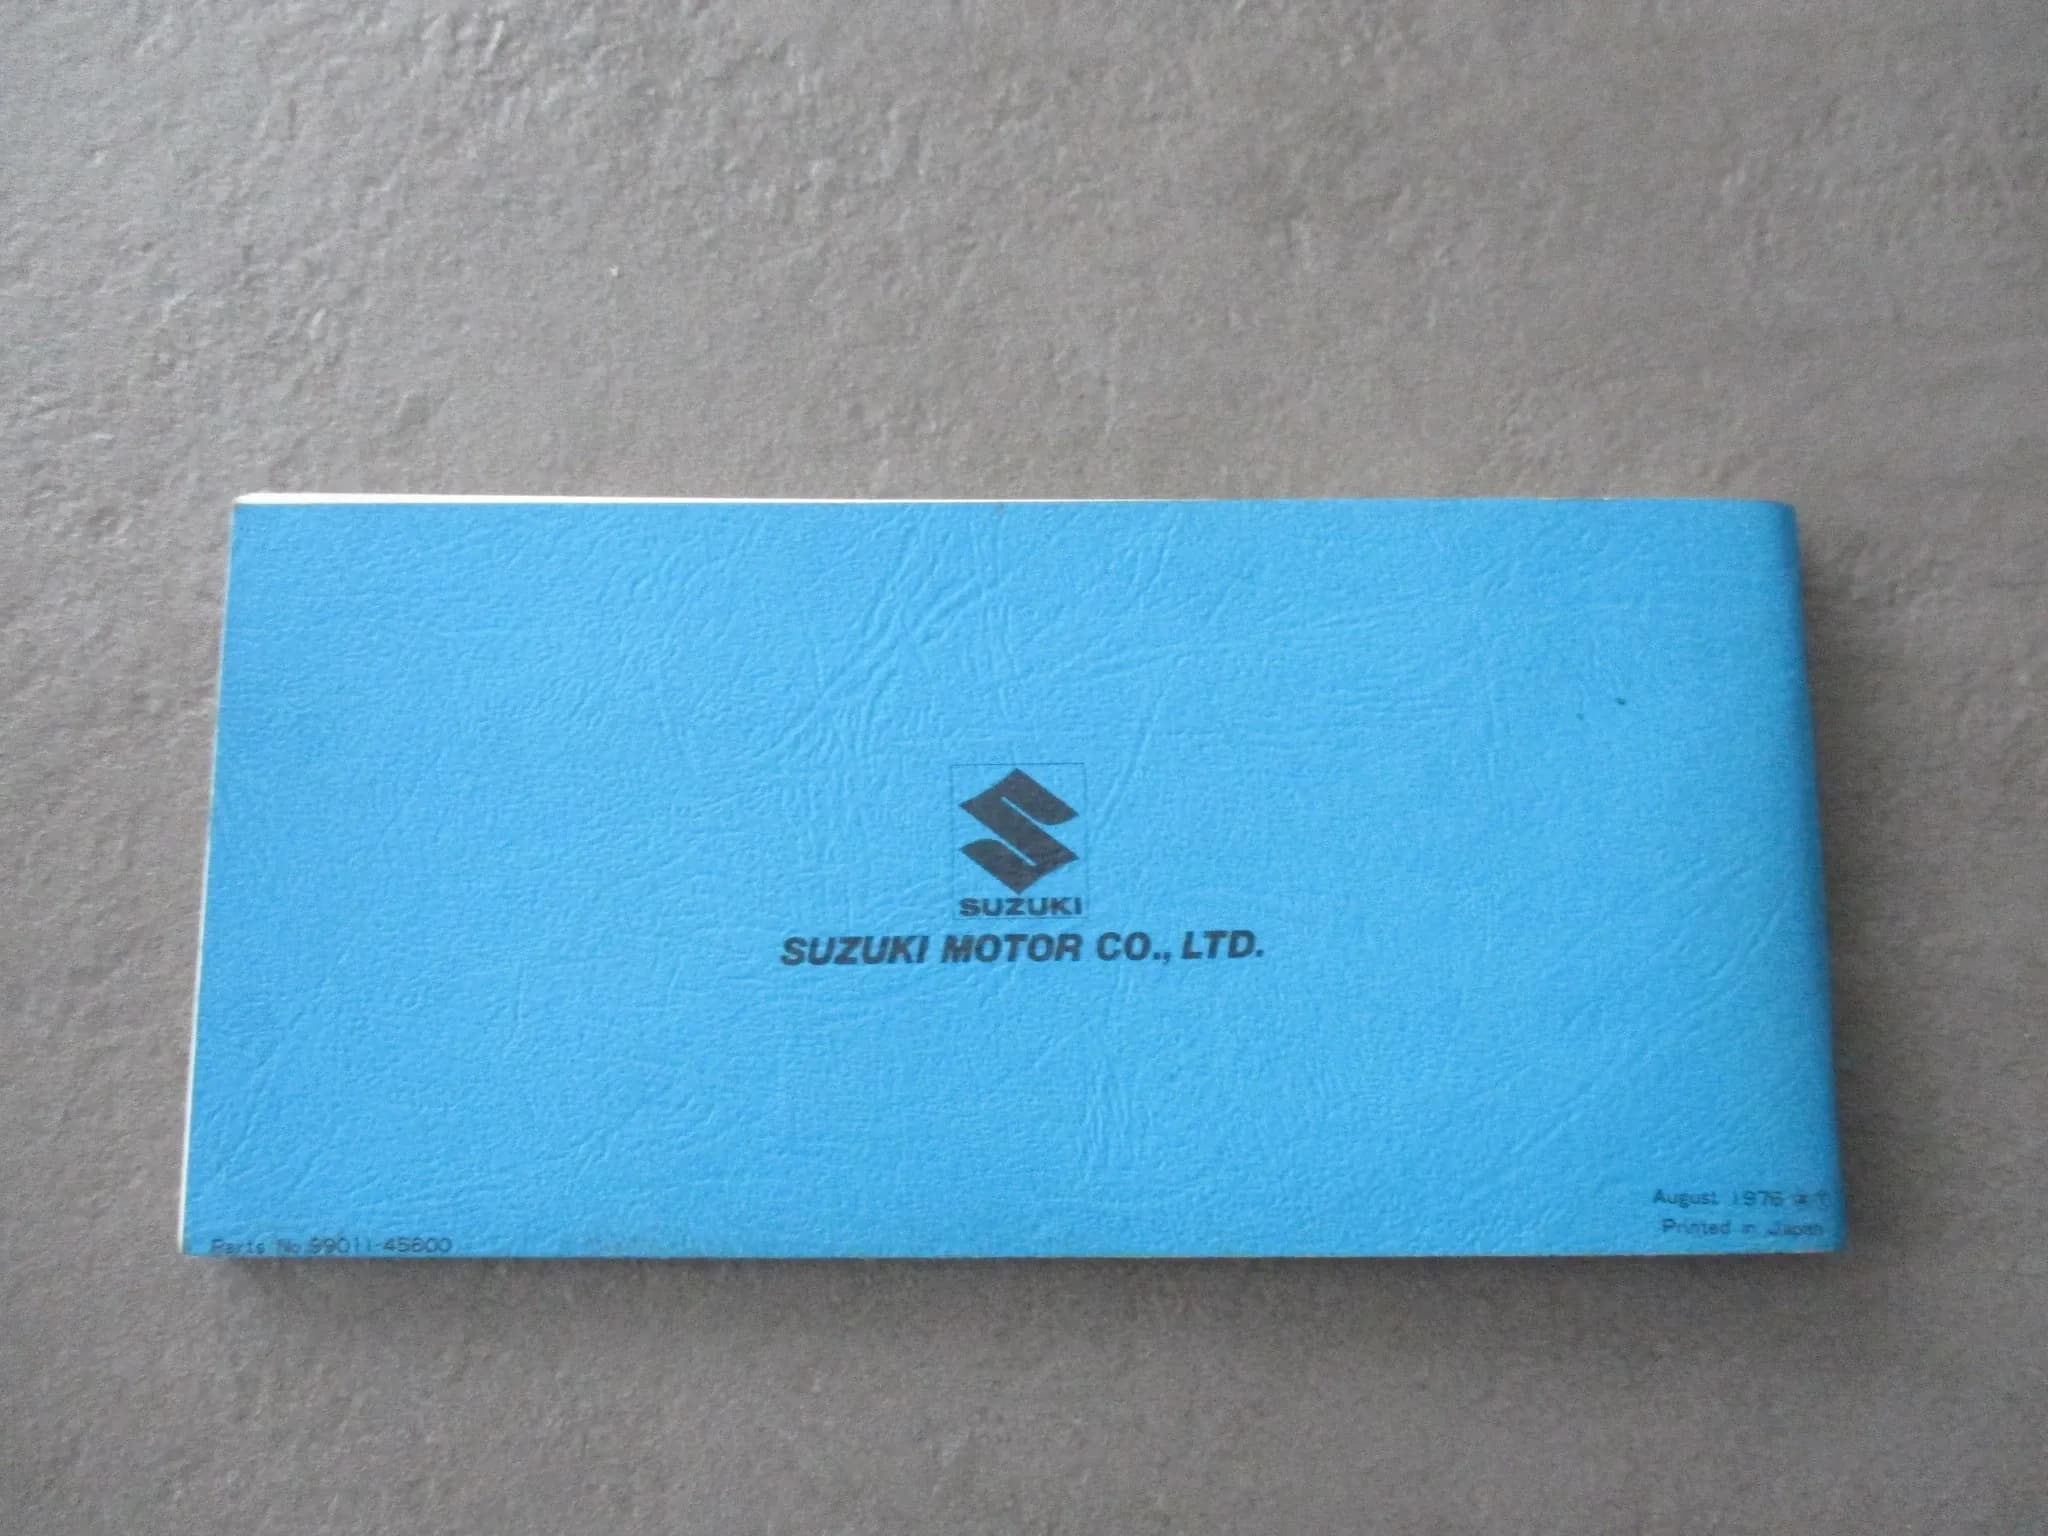 SUZUKI
SUZUKI MOTOR CO., LTD.
August 1976
Printed in Japan
Parts No. 99011-45600